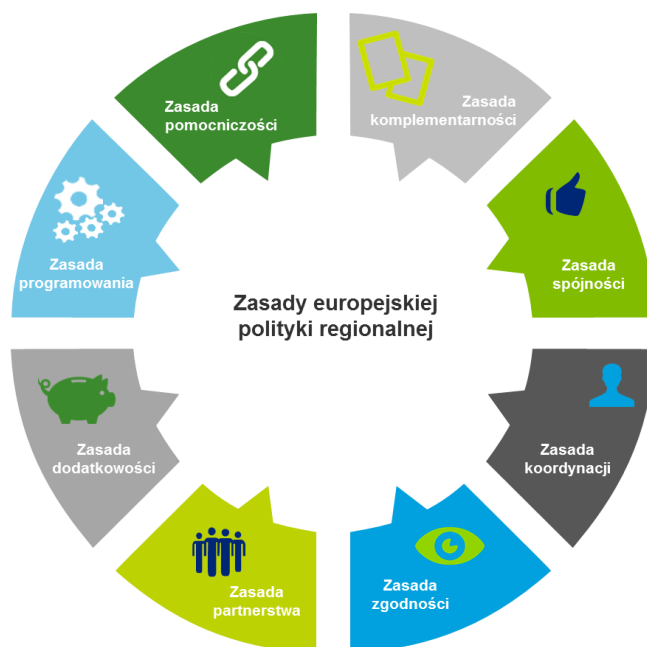 Zasada
pomocniczości
Zasada
komplementarności
Zasada
programowania
Zasada
spójności
Zasady europejskiej
polityki regionalnej
Zasada
dodatkowości
Zasada
koordynacji
Zasada
partnerstwa
Zasada
zgodności